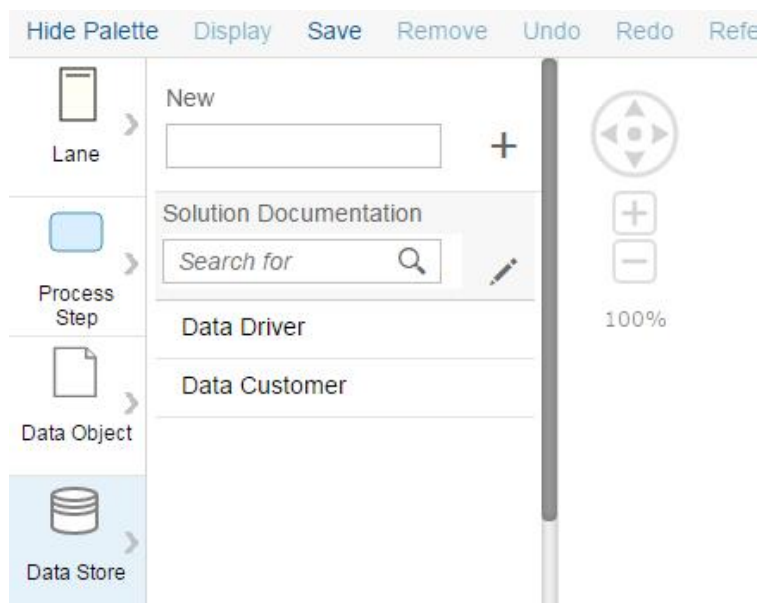 Hide Palette Display Save Remove Undo Redo Refe
Lane
Process
Step
Data Object
Data Store
New
Solution Documentation
Search for
Data Driver
Data Customer
100%